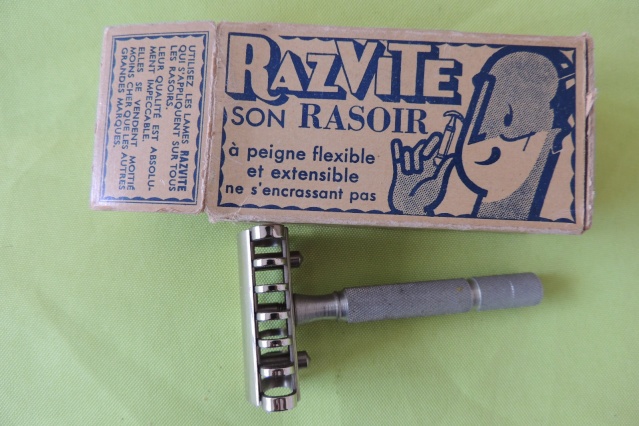 RAZVITE
SON RASOIR
à peigne flexible
et extensible
ne s'encrassant pas
UTILISEZ LES LAMES RAZVITE
QUI S'APPLIQUENT SUR TOUS
LES RASOIRS.
LEUR QUALITÉ EST ABSOLU-
MENT IMPECCABLE.
ELLES SE VENDENT MOITIÉ
MOINS CHER QUE LES AUTRES
GRANDES MARQUES.